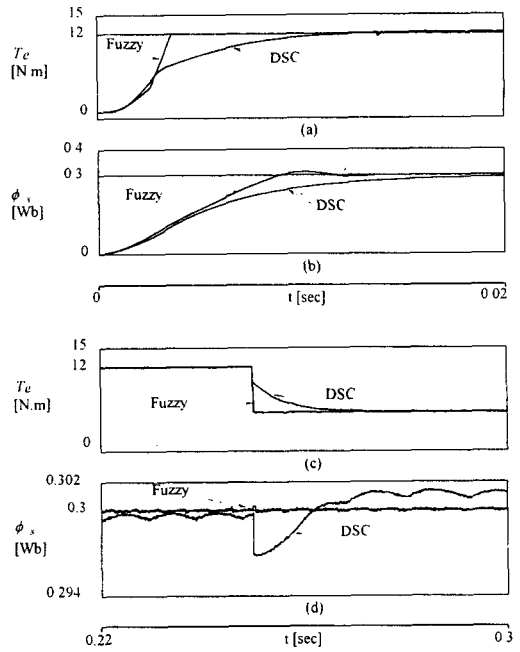 (a)
15
12
Te
[N m]
Fuzzy
DSC
0
(b)
0 4
0 3
ϕ s
[Wb]
Fuzzy
DSC
0
0
t [sec]
0 02
(c)
15
12
Te
[N.m]
Fuzzy
DSC
0
(d)
0.302
0.3
ϕ s
[Wb]
Fuzzy
DSC
0 294
0.22
t [sec]
0 3